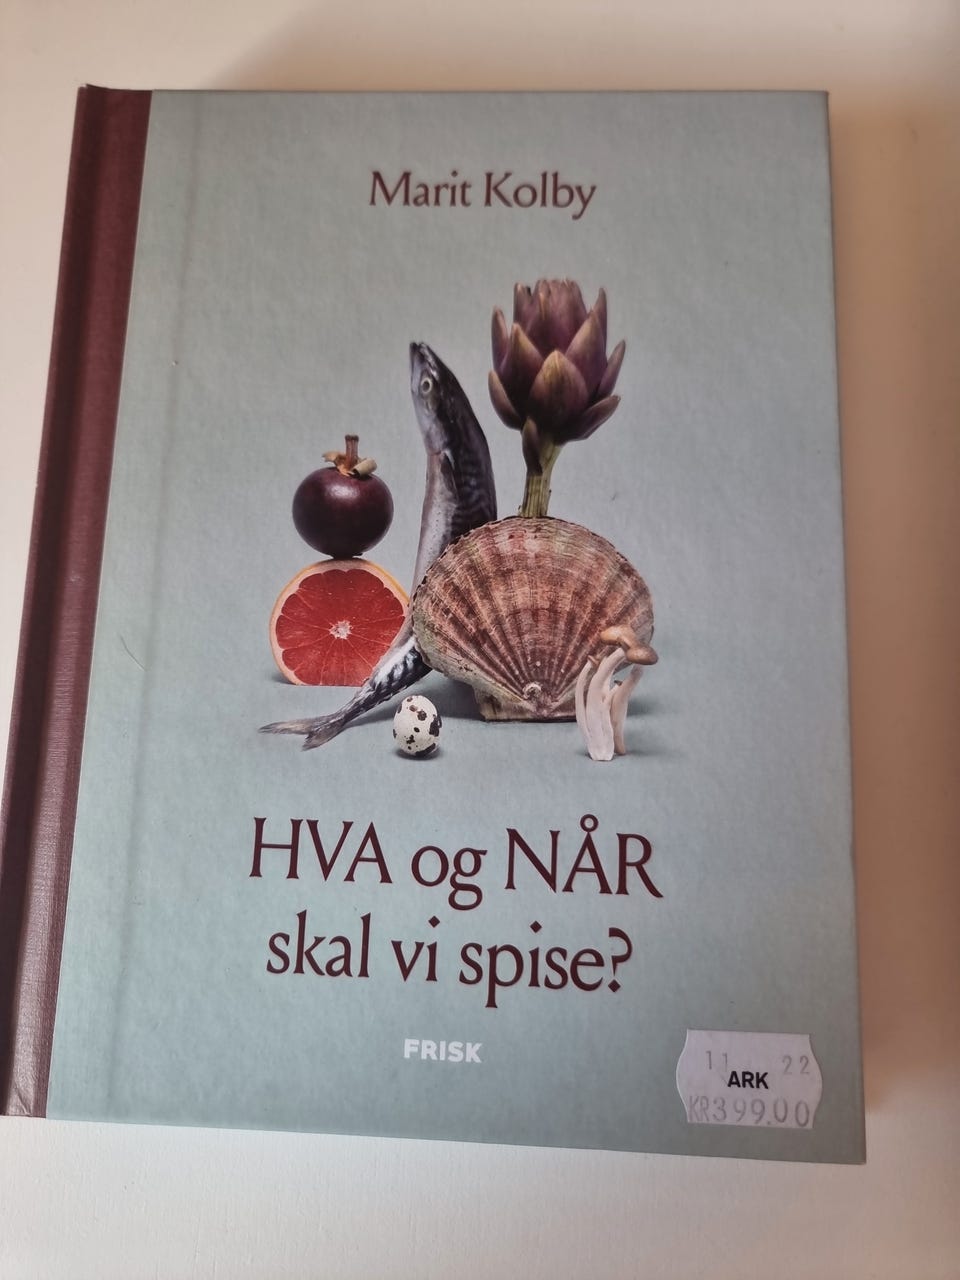 Marit Kolby
HVA og NÅR
skal vi spise?
FRISK
11 22
ARK
KR399.00